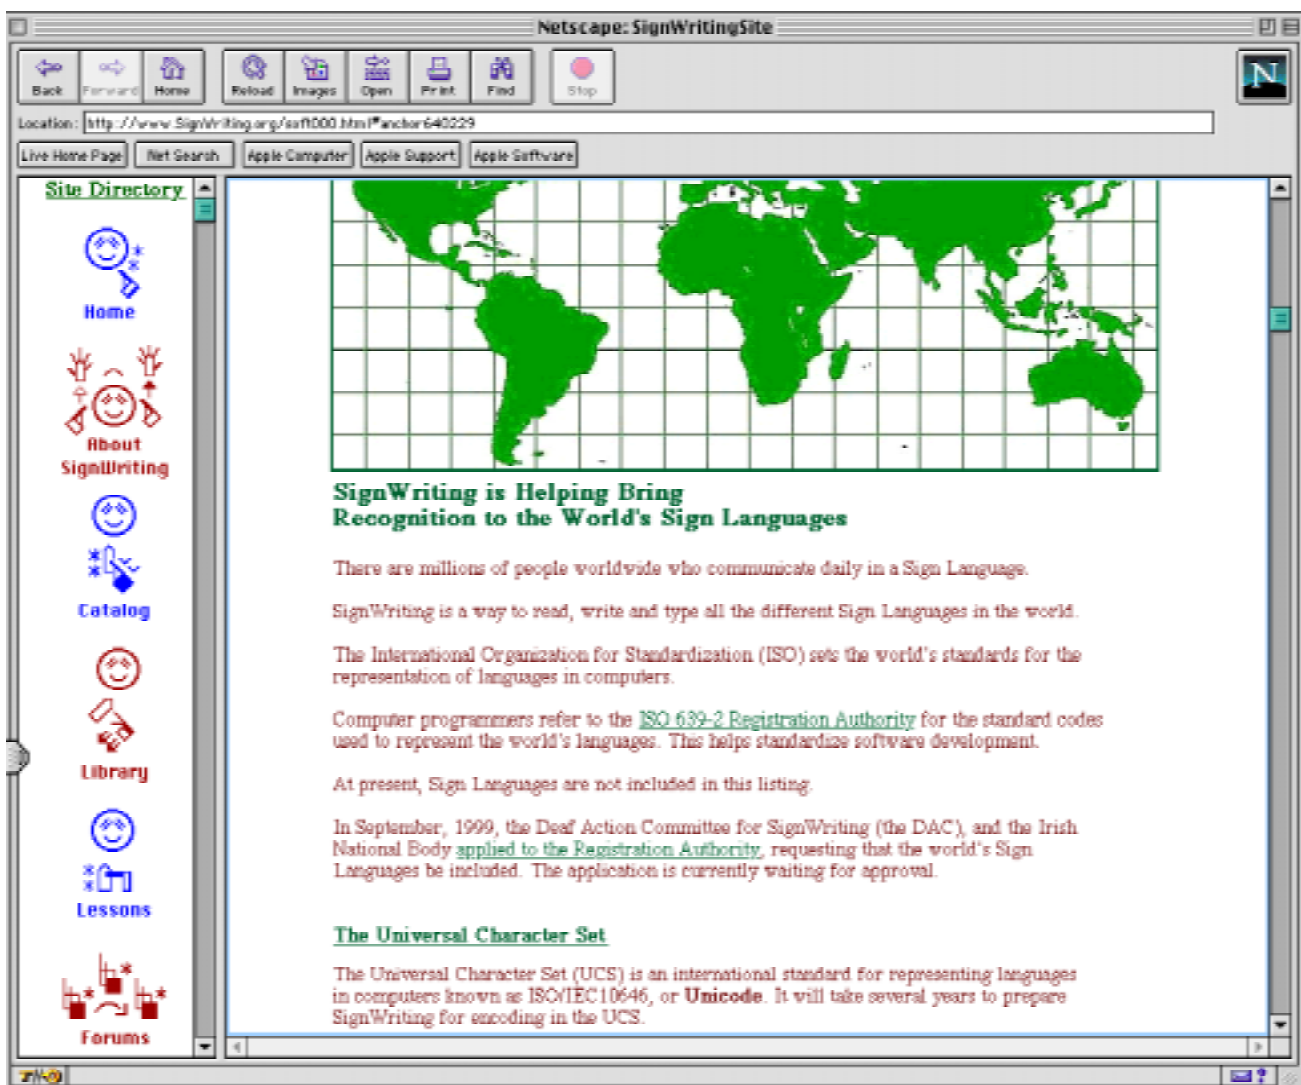 Netscape: SignWritingSite
Back Forward Home Reload Images Open Print Find Stop
N
Location: http://www.SignWriting.org/soft000.html#anchor640229
Live Home Page Net Search Apple Computer Apple Support Apple Software
Site Directory
Home
About
SignWriting
Catalog
Library
Lessons
Forums
SignWriting is Helping Bring
Recognition to the World's Sign Languages
There are millions of people worldwide who communicate daily in a Sign Language.
SignWriting is a way to read, write and type all the different Sign Languages in the world.
The International Organization for Standardization (ISO) sets the world's standards for the
representation of languages in computers.
Computer programmers refer to the ISO 639-2 Registration Authority for the standard codes
used to represent the world's languages. This helps standardize software development.
At present, Sign Languages are not included in this listing.
In September, 1999, the Deaf Action Committee for SignWriting (the DAC), and the Irish
National Body applied to the Registration Authority, requesting that the world's Sign
Languages be included. The application is currently waiting for approval.
The Universal Character Set
The Universal Character Set (UCS) is an international standard for representing languages
in computers known as ISO/IEC10646, or Unicode. It will take several years to prepare
SignWriting for encoding in the UCS.